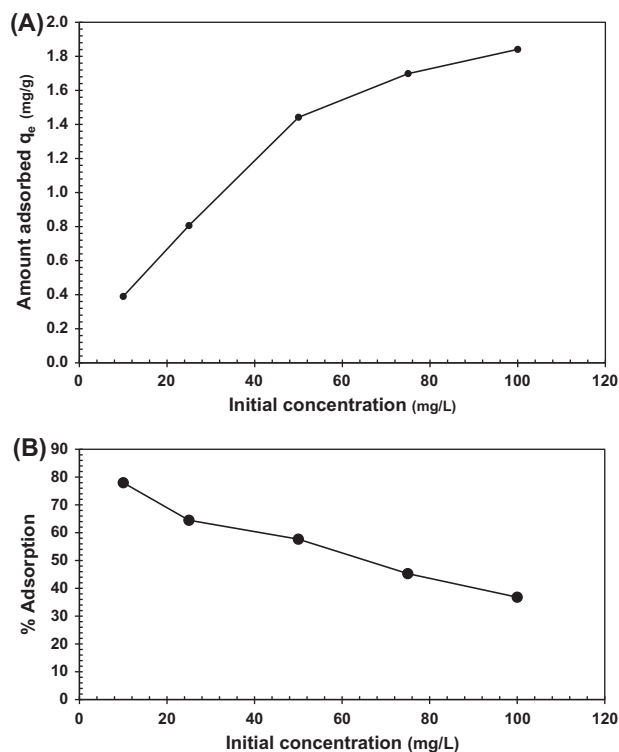 (A)
2.0
1.8
1.6
1.4
1.2
1.0
0.8
0.6
0.4
0.2
0.0
Amount adsorbed qe (mg/g)
0 20 40 60 80 100 120
Initial concentration (mg/L)
(B)
90
80
70
60
50
40
30
20
10
0
% Adsorption
0 20 40 60 80 100 120
Initial concentration (mg/L)